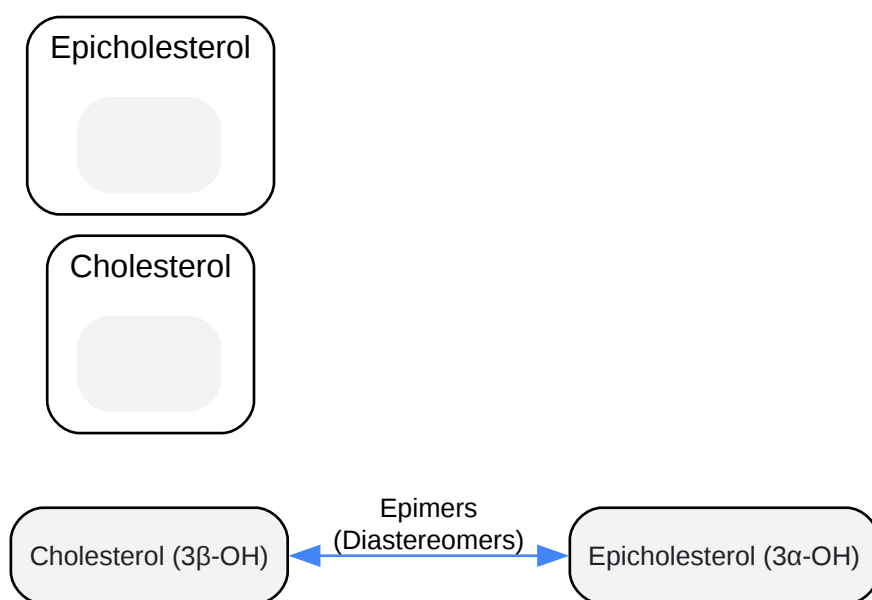 Epicholesterol
Cholesterol
Epimers
(Diastereomers)
Cholesterol (3β-OH)
Epicholesterol (3α-OH)